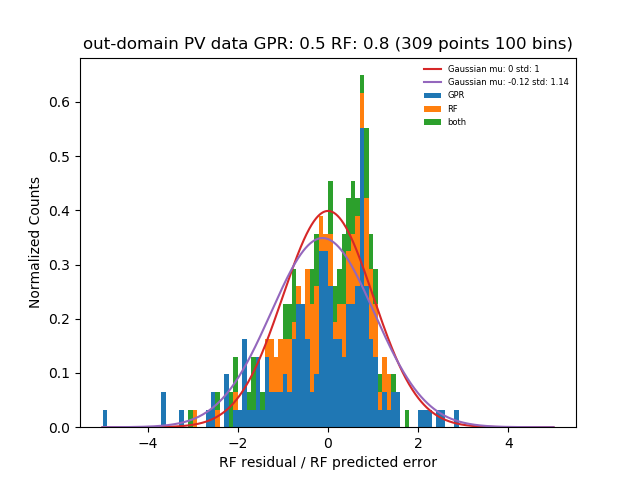 out-domain PV data GPR: 0.5 RF: 0.8 (309 points 100 bins)
Gaussian mu: 0 std: 1
Gaussian mu: -0.12 std: 1.14
GPR
RF
both
Normalized Counts
0.6
0.5
0.4
0.3
0.2
0.1
0.0
−4 −2 0 2 4
RF residual / RF predicted error